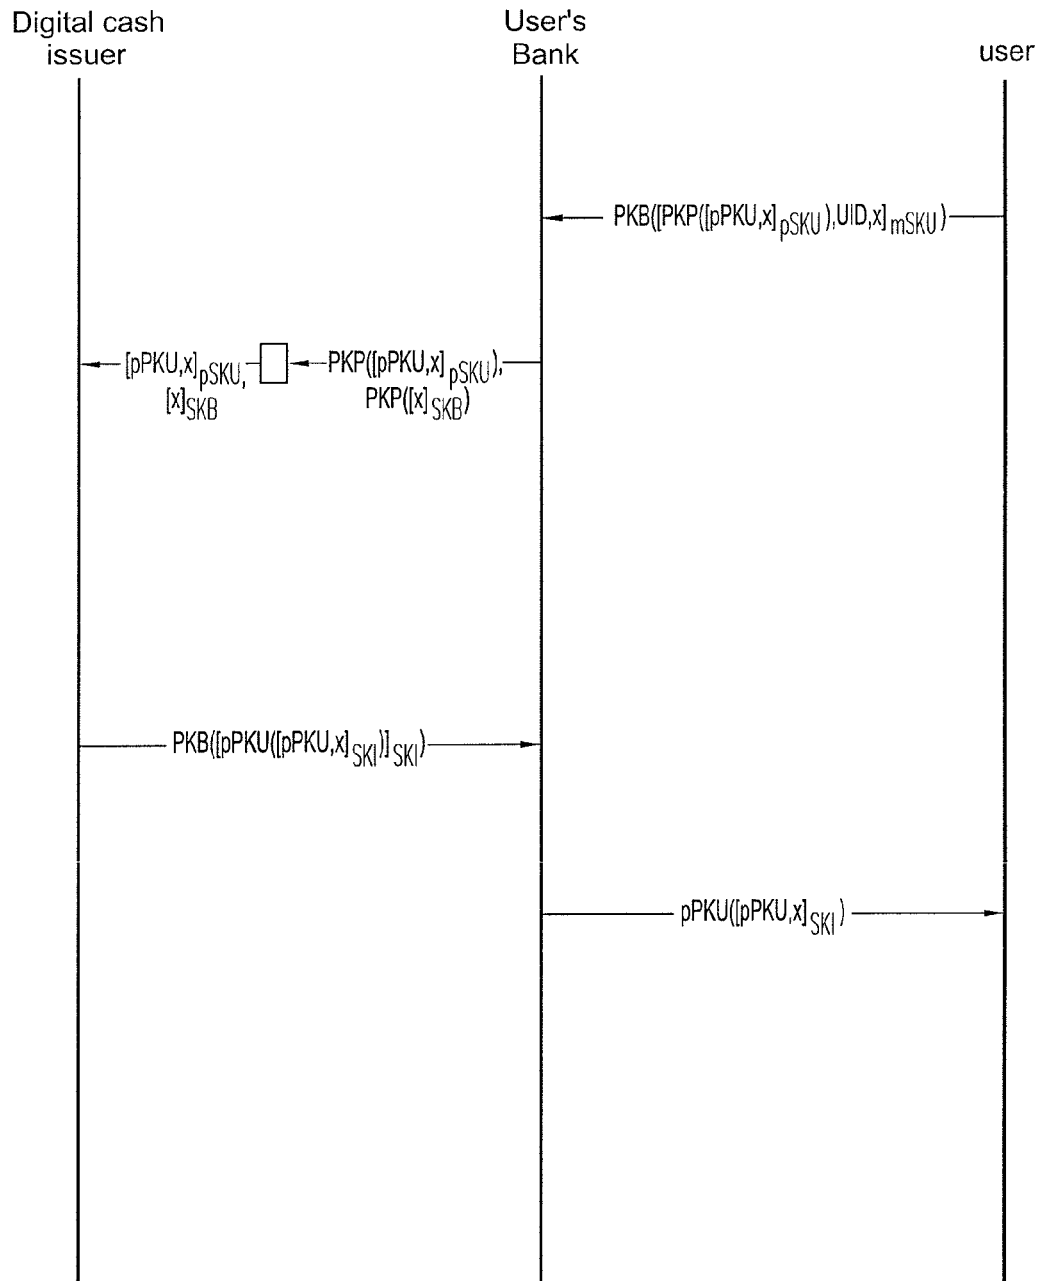 Digital cash
issuer
User's
Bank
user
PKB([PKP([pPKU,x]pSKU),UID,x]mSKU)
[pPKU,x]pSKU,
[x]SKB
PKP([pPKU,x]pSKU),
PKP([x]SKB)
PKB([pPKU([pPKU,x]SKI)]SKI)
pPKU([pPKU,x]SKI)